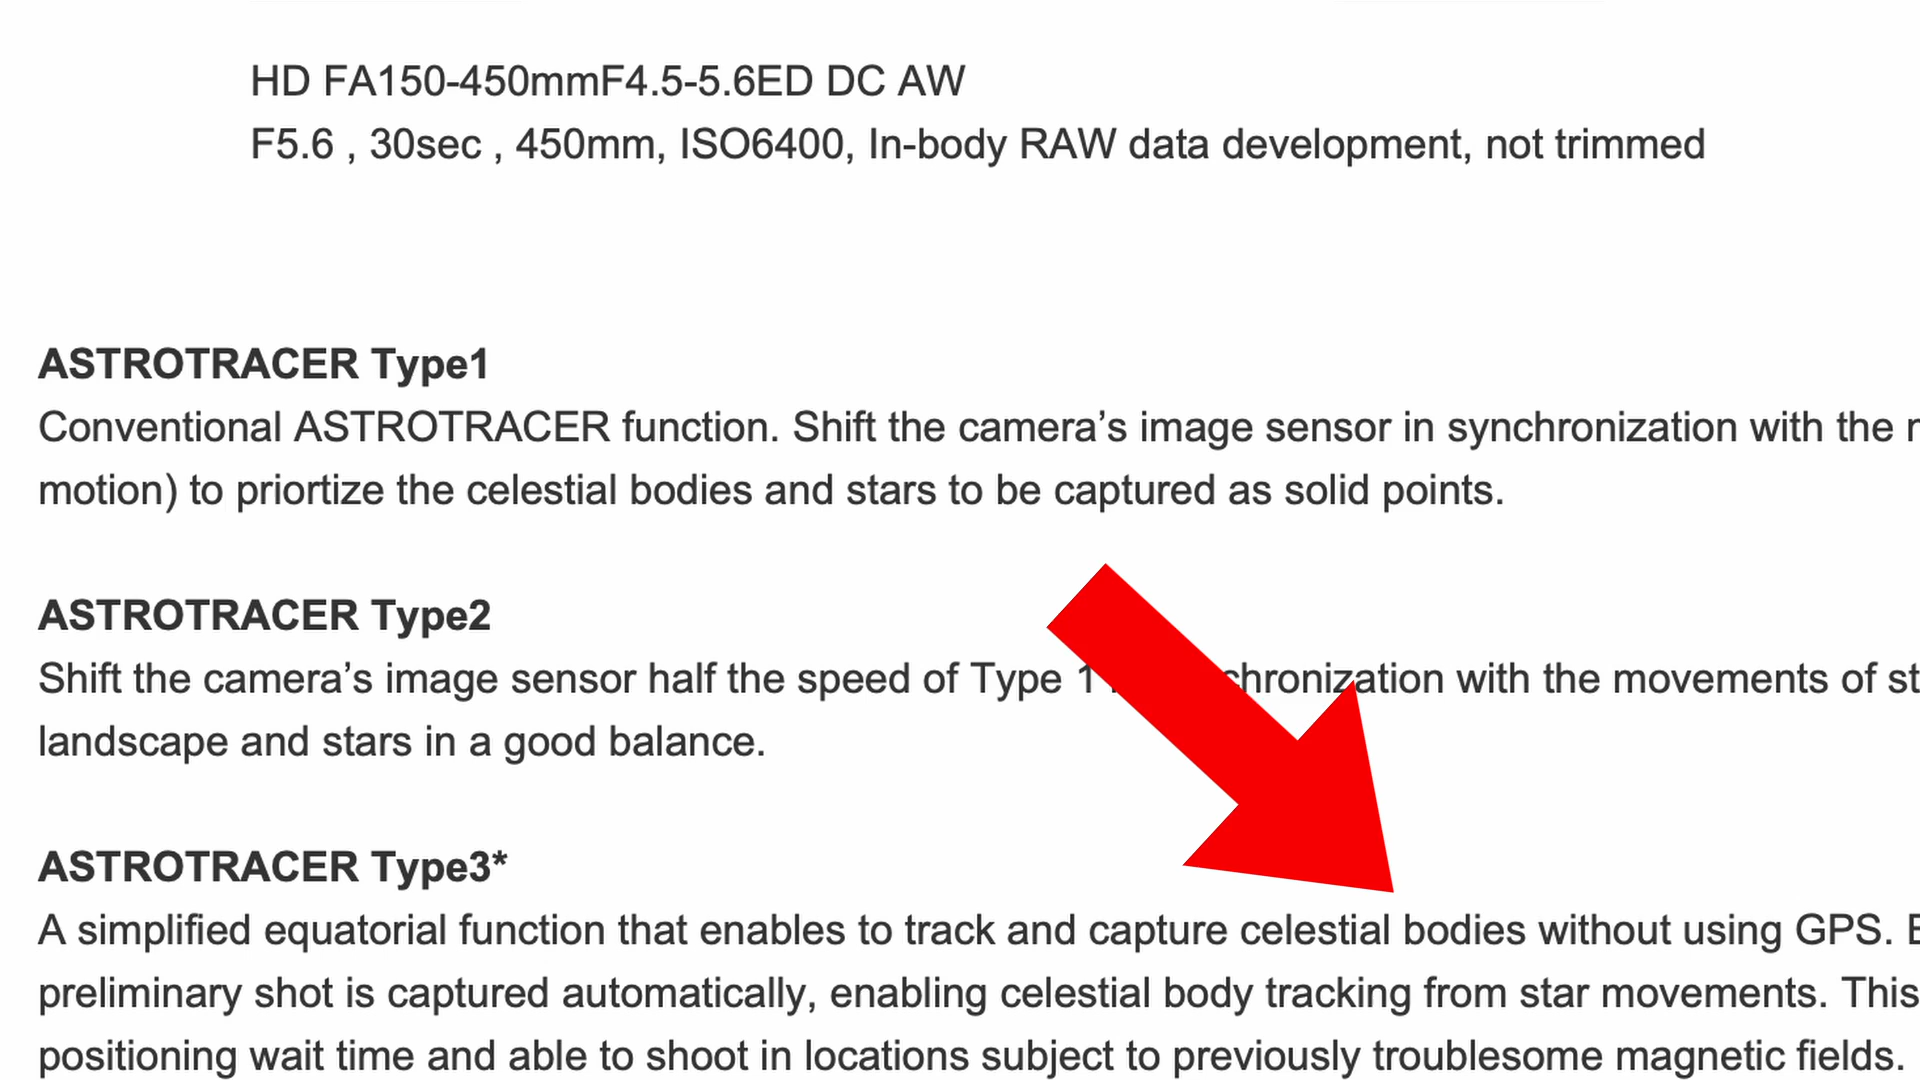 HD FA150-450mmF4.5-5.6ED DC AW
F5.6 , 30sec , 450mm, ISO6400, In-body RAW data development, not trimmed
ASTROTRACER Type1
Conventional ASTROTRACER function. Shift the camera’s image sensor in synchronization with the
motion) to priortize the celestial bodies and stars to be captured as solid points.
ASTROTRACER Type2
Shift the camera’s image sensor half the speed of Type 1 with the movements of
landscape and stars in a good balance.
ASTROTRACER Type3*
A simplified equatorial function that enables to track and capture celestial bodies without using GPS.
preliminary shot is captured automatically, enabling celestial body tracking from star movements. This
positioning wait time and able to shoot in locations subject to previously troublesome magnetic fields.